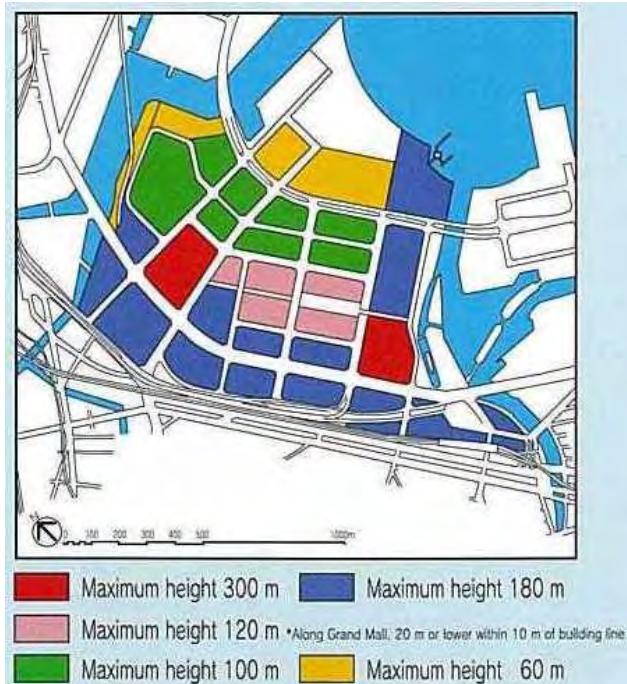 N
0 100 200 300 400 500 1000m
Maximum height 300 m
Maximum height 180 m
Maximum height 120 m *Along Grand Mall, 20 m or lower within 10 m of building line
Maximum height 100 m
Maximum height 60 m